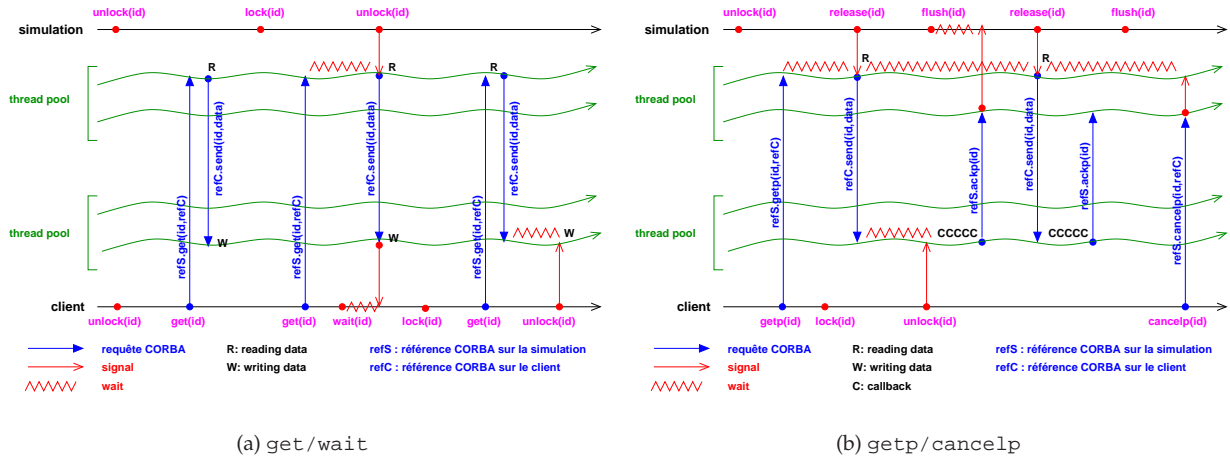 unlock(id) lock(id) unlock(id)
simulation
R R R
thread pool
refS.get(id,refC)
refC.send(id,data)
refS.get(id,refC)
refC.send(id,data)
refS.get(id,refC)
refC.send(id,data)
thread pool
W W W
client
unlock(id) get(id) get(id) wait(id) lock(id) get(id) unlock(id)
requête CORBA R: reading data refS : référence CORBA sur la simulation
signal W: writing data refC : référence CORBA sur le client
wait
(a) get/wait
unlock(id) release(id) flush(id) release(id) flush(id)
simulation
R R
thread pool
refS.getp(id,refC)
refC.send(id,data)
refS.ackp(id)
refC.send(id,data)
refS.ackp(id)
refS.cancelp(id,refC)
thread pool
CCCCC CCCCC
client
getp(id) lock(id) unlock(id) cancelp(id)
requête CORBA R: reading data refS : référence CORBA sur la simulation
signal W: writing data refC : référence CORBA sur le client
wait C: callback
(b) getp/cancelp